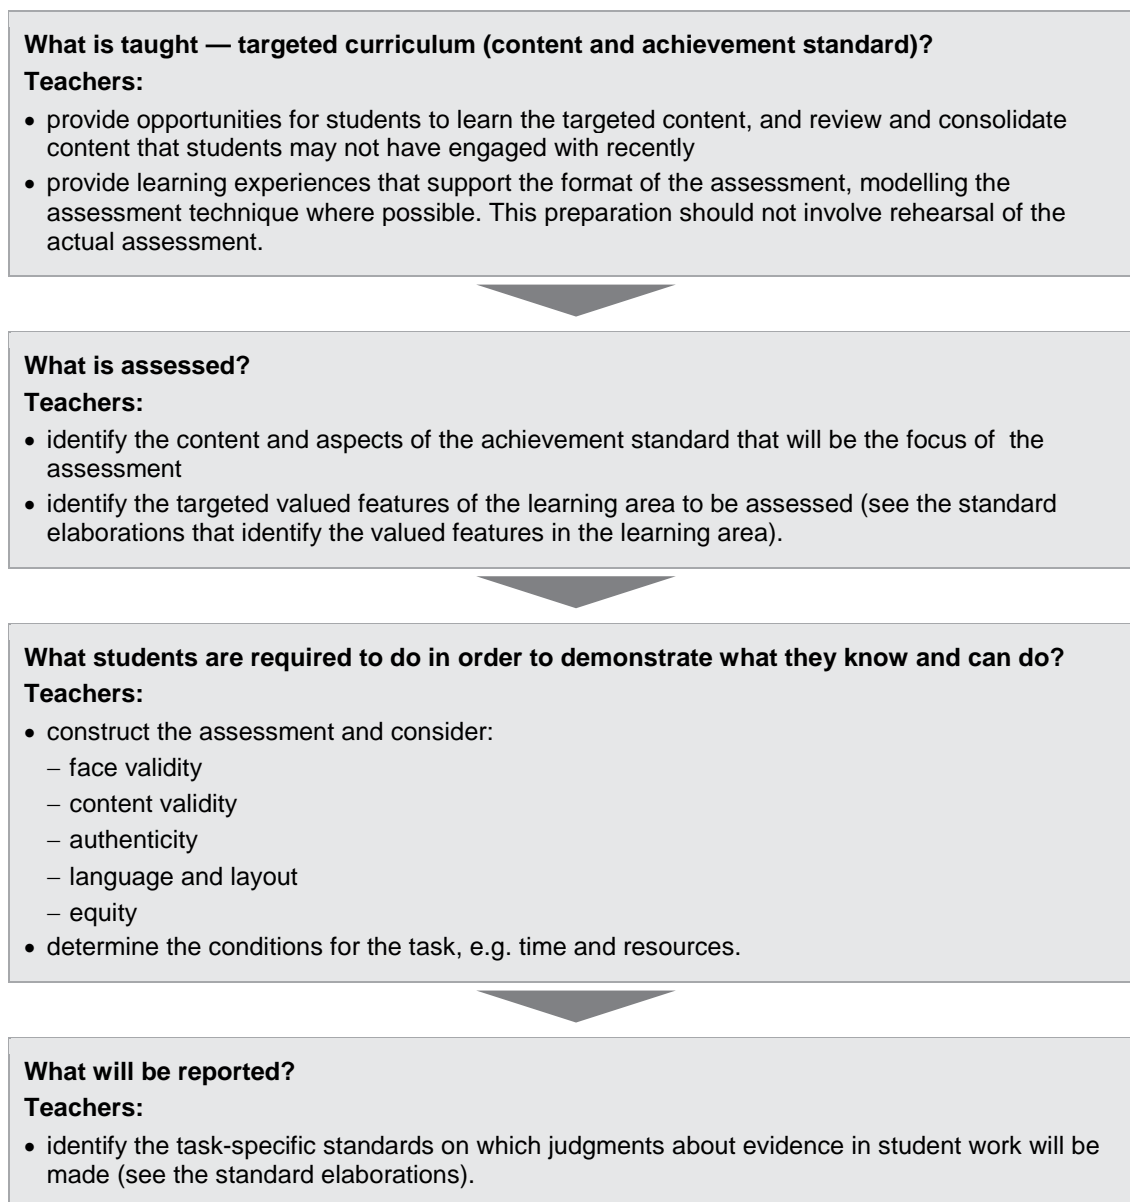 What is taught — targeted curriculum (content and achievement standard)?
Teachers:
• provide opportunities for students to learn the targeted content, and review and consolidate
content that students may not have engaged with recently
• provide learning experiences that support the format of the assessment, modelling the
assessment technique where possible. This preparation should not involve rehearsal of the
actual assessment.
What is assessed?
Teachers:
• identify the content and aspects of the achievement standard that will be the focus of the
assessment
• identify the targeted valued features of the learning area to be assessed (see the standard
elaborations that identify the valued features in the learning area).
What students are required to do in order to demonstrate what they know and can do?
Teachers:
• construct the assessment and consider:
− face validity
− content validity
− authenticity
− language and layout
− equity
• determine the conditions for the task, e.g. time and resources.
What will be reported?
Teachers:
• identify the task-specific standards on which judgments about evidence in student work will be
made (see the standard elaborations).